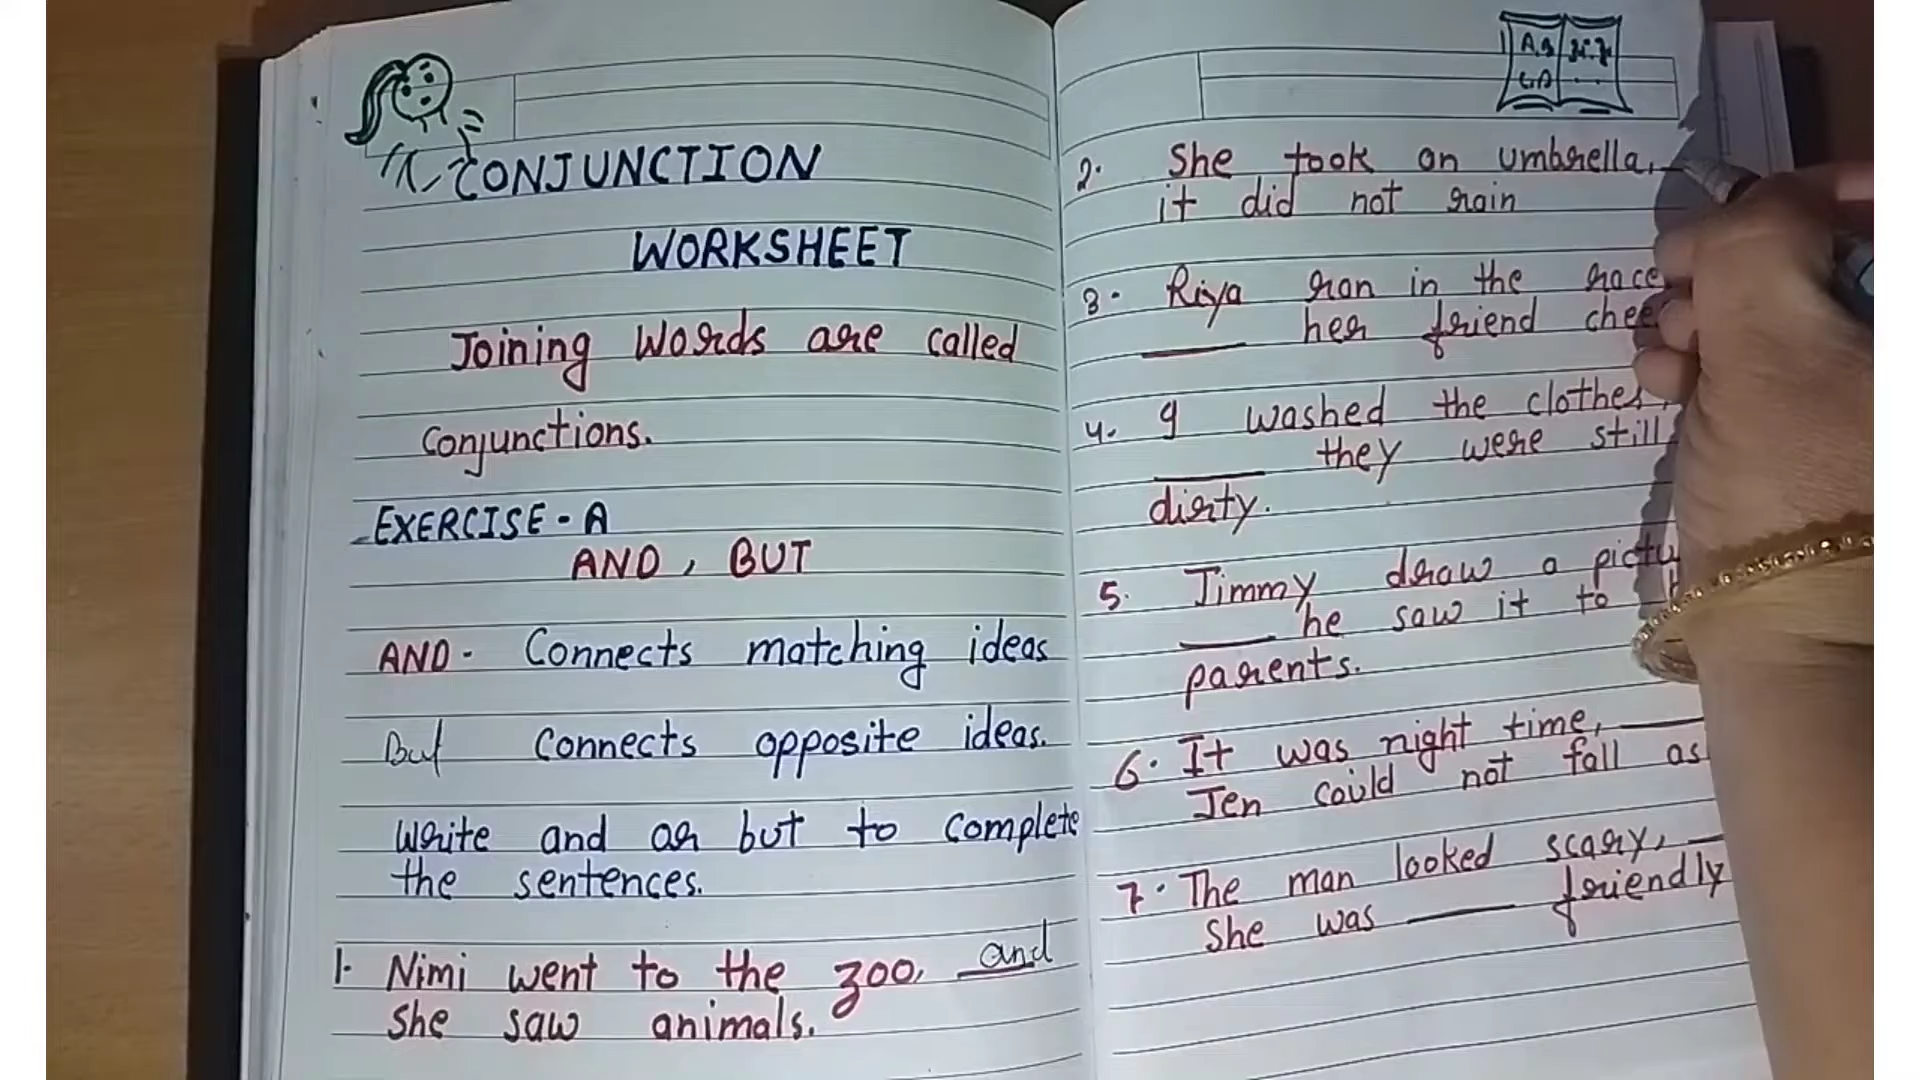 CONJUNCTION
WORKSHEET
Joining words are called
conjunctions.
EXERCISE - A
AND, BUT
AND - Connects matching ideas
But connects opposite ideas.
Write and or but to complete
the sentences.
1. Nimi went to the zoo, and
she saw animals.
2. She took an umbrella,
it did not rain
3. Riya ran in the race
her friend chee
4. I washed the clothes,
they were still
dirty.
5. Jimmy draw a pictu
he saw it to
parents.
6. It was night time,
Jen could not fall as
7. The man looked scary,
she was friendly